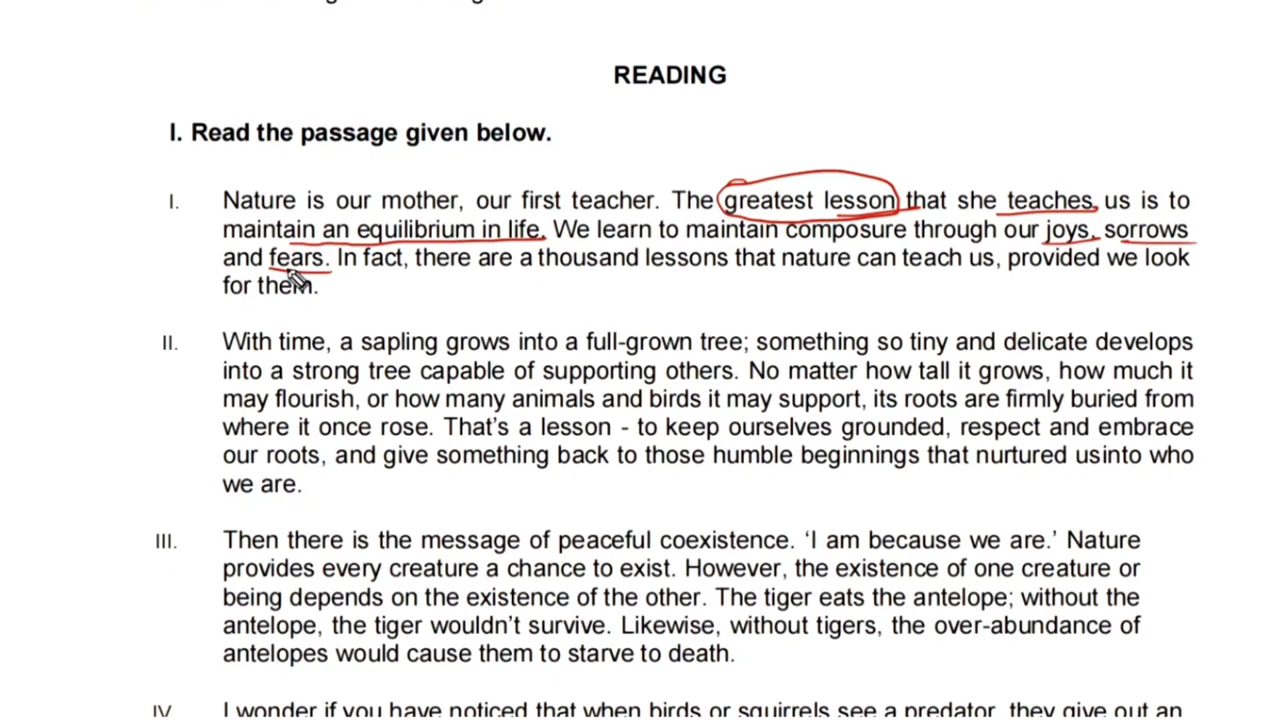 READING
I. Read the passage given below.
I. Nature is our mother, our first teacher. The greatest lesson that she teaches us is to
maintain an equilibrium in life. We learn to maintain composure through our joys, sorrows
and fears. In fact, there are a thousand lessons that nature can teach us, provided we look
for them.
II. With time, a sapling grows into a full-grown tree; something so tiny and delicate develops
into a strong tree capable of supporting others. No matter how tall it grows, how much it
may flourish, or how many animals and birds it may support, its roots are firmly buried from
where it once rose. That's a lesson - to keep ourselves grounded, respect and embrace
our roots, and give something back to those humble beginnings that nurtured usinto who
we are.
III. Then there is the message of peaceful coexistence. 'I am because we are.' Nature
provides every creature a chance to exist. However, the existence of one creature or
being depends on the existence of the other. The tiger eats the antelope; without the
antelope, the tiger wouldn't survive. Likewise, without tigers, the over-abundance of
antelopes would cause them to starve to death.
IV I wonder if you have noticed that when birds or squirrels see a predator, they give out an